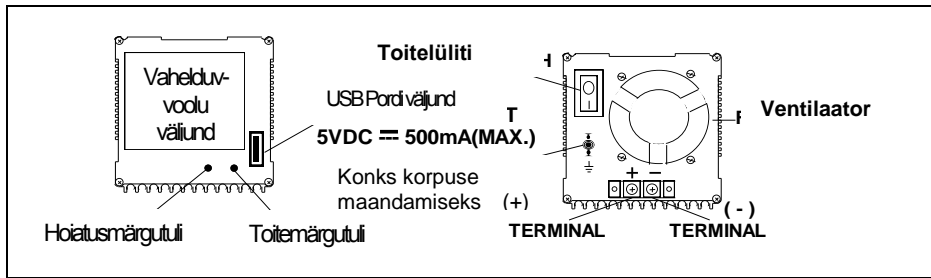 Vahelduv-
voolu
väljund
Hoiatusmärgutuli
Toitemärgutuli
Toitelüliti
USB Pordi väljund
5VDC ⎓ 500mA(MAX.)
Konks korpuse
maandamiseks
T
(+)
TERMINAL
+ −
O
I
Ventilaator
(-)
TERMINAL